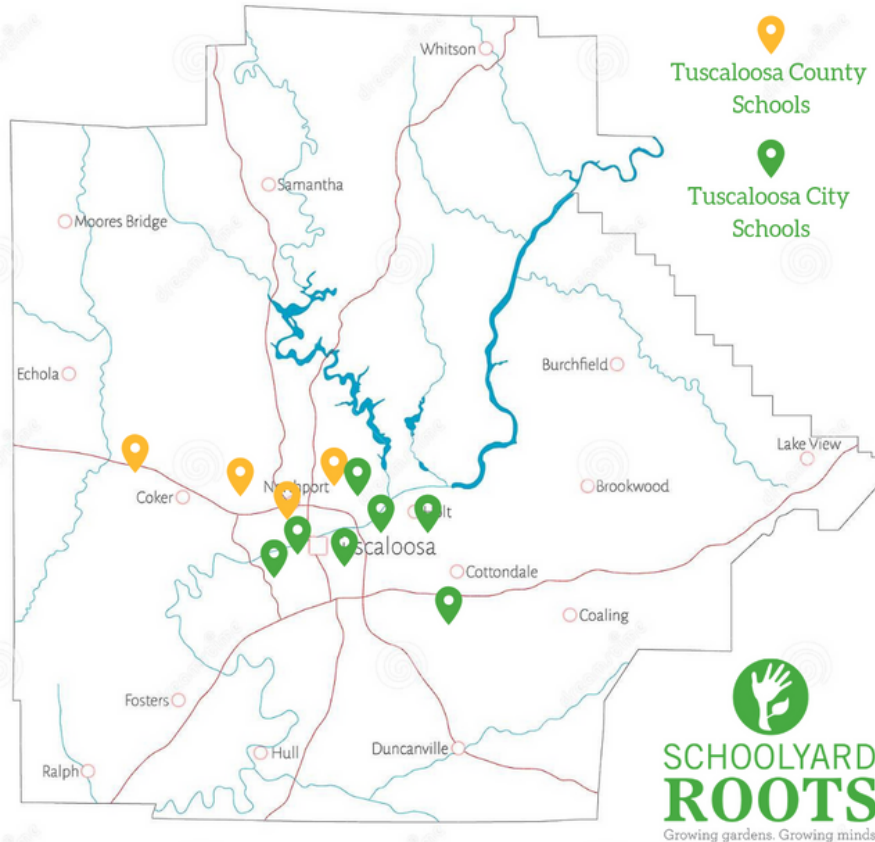 Whitson
Tuscaloosa County
Schools
Samantha
Tuscaloosa City
Schools
Moores Bridge
Echola
Burchfield
Lake View
Coker
Brookwood
Cottondale
Coaling
Fosters
Hull
Duncanville
Ralph
SCHOOLYARD
ROOTS
Growing gardens. Growing minds